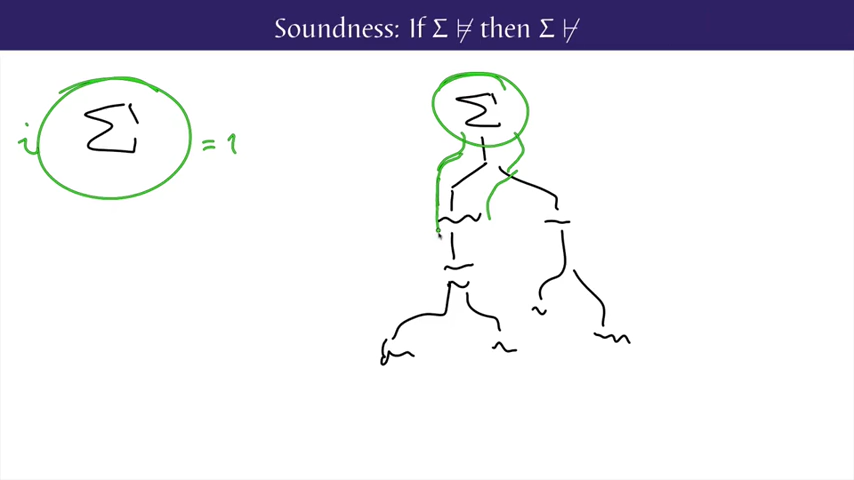 Soundness: If Σ ⊭ then Σ ⊬
i Σ = 1
Σ